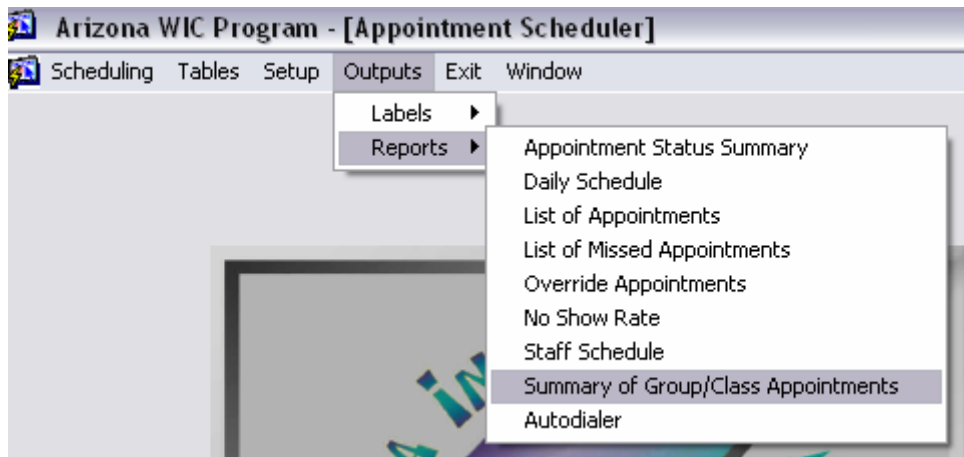 Arizona WIC Program - [Appointment Scheduler]
Scheduling Tables Setup Outputs Exit Window
Labels
Reports
Appointment Status Summary
Daily Schedule
List of Appointments
List of Missed Appointments
Override Appointments
No Show Rate
Staff Schedule
Summary of Group/Class Appointments
Autodialer